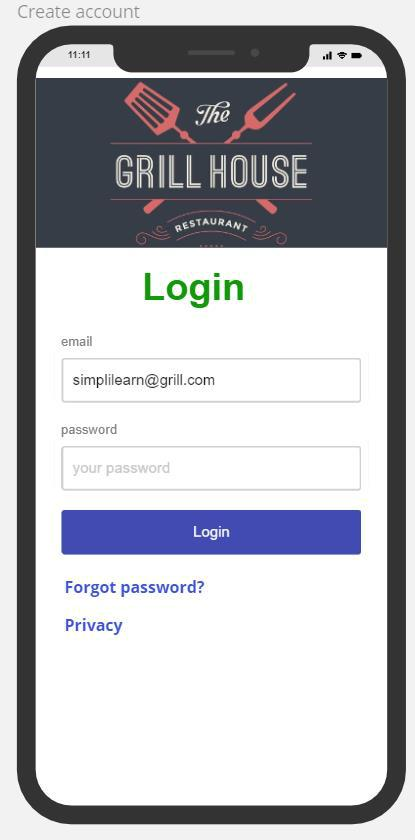 Create account
11:11
The
GRILL HOUSE
RESTAURANT
Login
email
simplilearn@grill.com
password
your password
Login
Forgot password?
Privacy